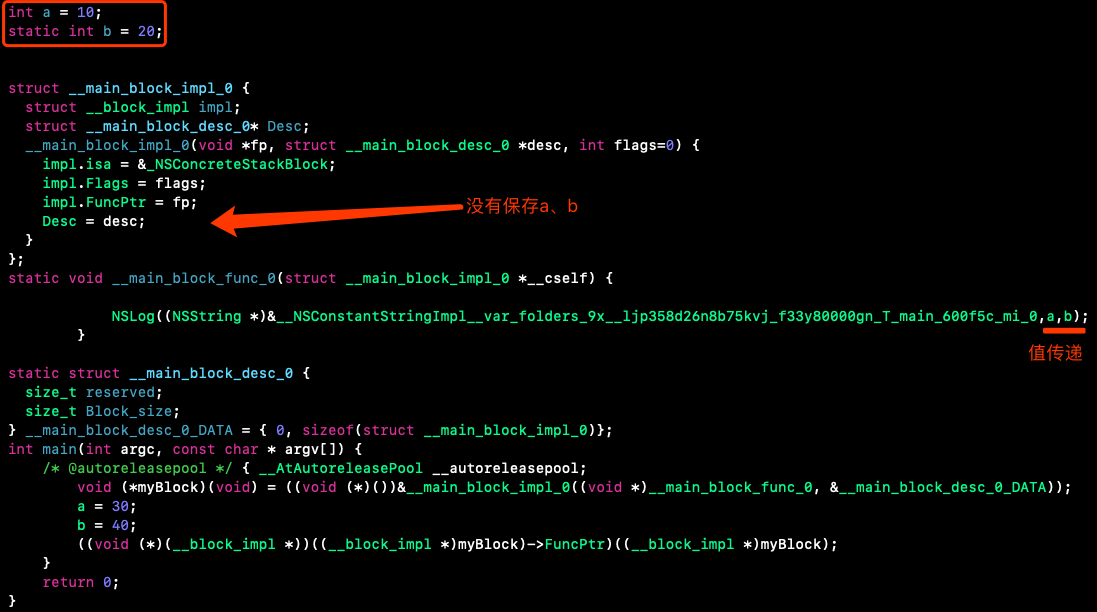 int a = 10;
static int b = 20;
struct __main_block_impl_0 {
  struct __block_impl impl;
  struct __main_block_desc_0* Desc;
  __main_block_impl_0(void *fp, struct __main_block_desc_0 *desc, int flags=0) {
    impl.isa = &_NSConcreteStackBlock;
    impl.Flags = flags;
    impl.FuncPtr = fp;
没有保存a、b
    Desc = desc;
  }
};
static void __main_block_func_0(struct __main_block_impl_0 *__cself) {
            NSLog((NSString *)&__NSConstantStringImpl__var_folders_9x__ljp358d26n8b75kvj_f33y80000gn_T_main_600f5c_mi_0,a,b);
        }
值传递
static struct __main_block_desc_0 {
  size_t reserved;
  size_t Block_size;
} __main_block_desc_0_DATA = { 0, sizeof(struct __main_block_impl_0)};
int main(int argc, const char * argv[]) {
    /* @autoreleasepool */ { __AtAutoreleasePool __autoreleasepool;
        void (*myBlock)(void) = ((void (*)())&__main_block_impl_0((void *)__main_block_func_0, &__main_block_desc_0_DATA));
        a = 30;
        b = 40;
        ((void (*)(__block_impl *))((__block_impl *)myBlock)->FuncPtr)((__block_impl *)myBlock);
    }
    return 0;
}